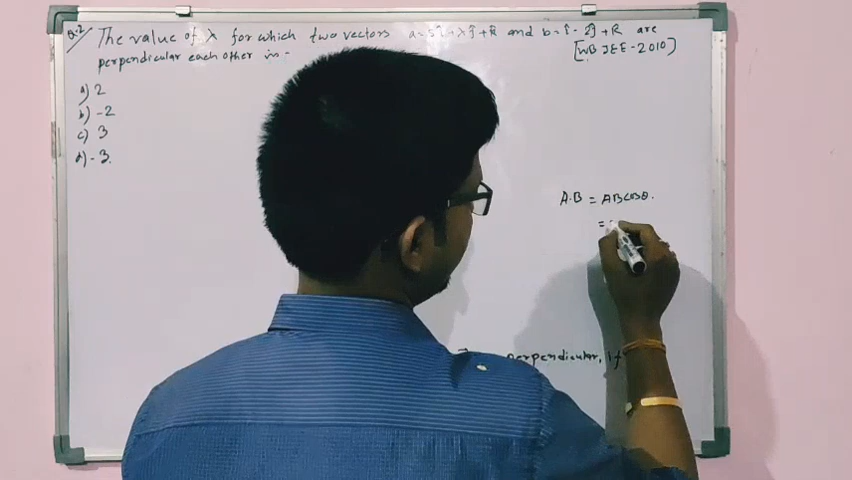 Q.2 The value of λ for which two vectors a=5î+λĵ+k̂ and b=î-2ĵ+k̂ are
perpendicular each other is- [WB JEE-2010]
a) 2
b) -2
c) 3
d) -3.
A.B = ABcosθ.
=
perpendicular, if